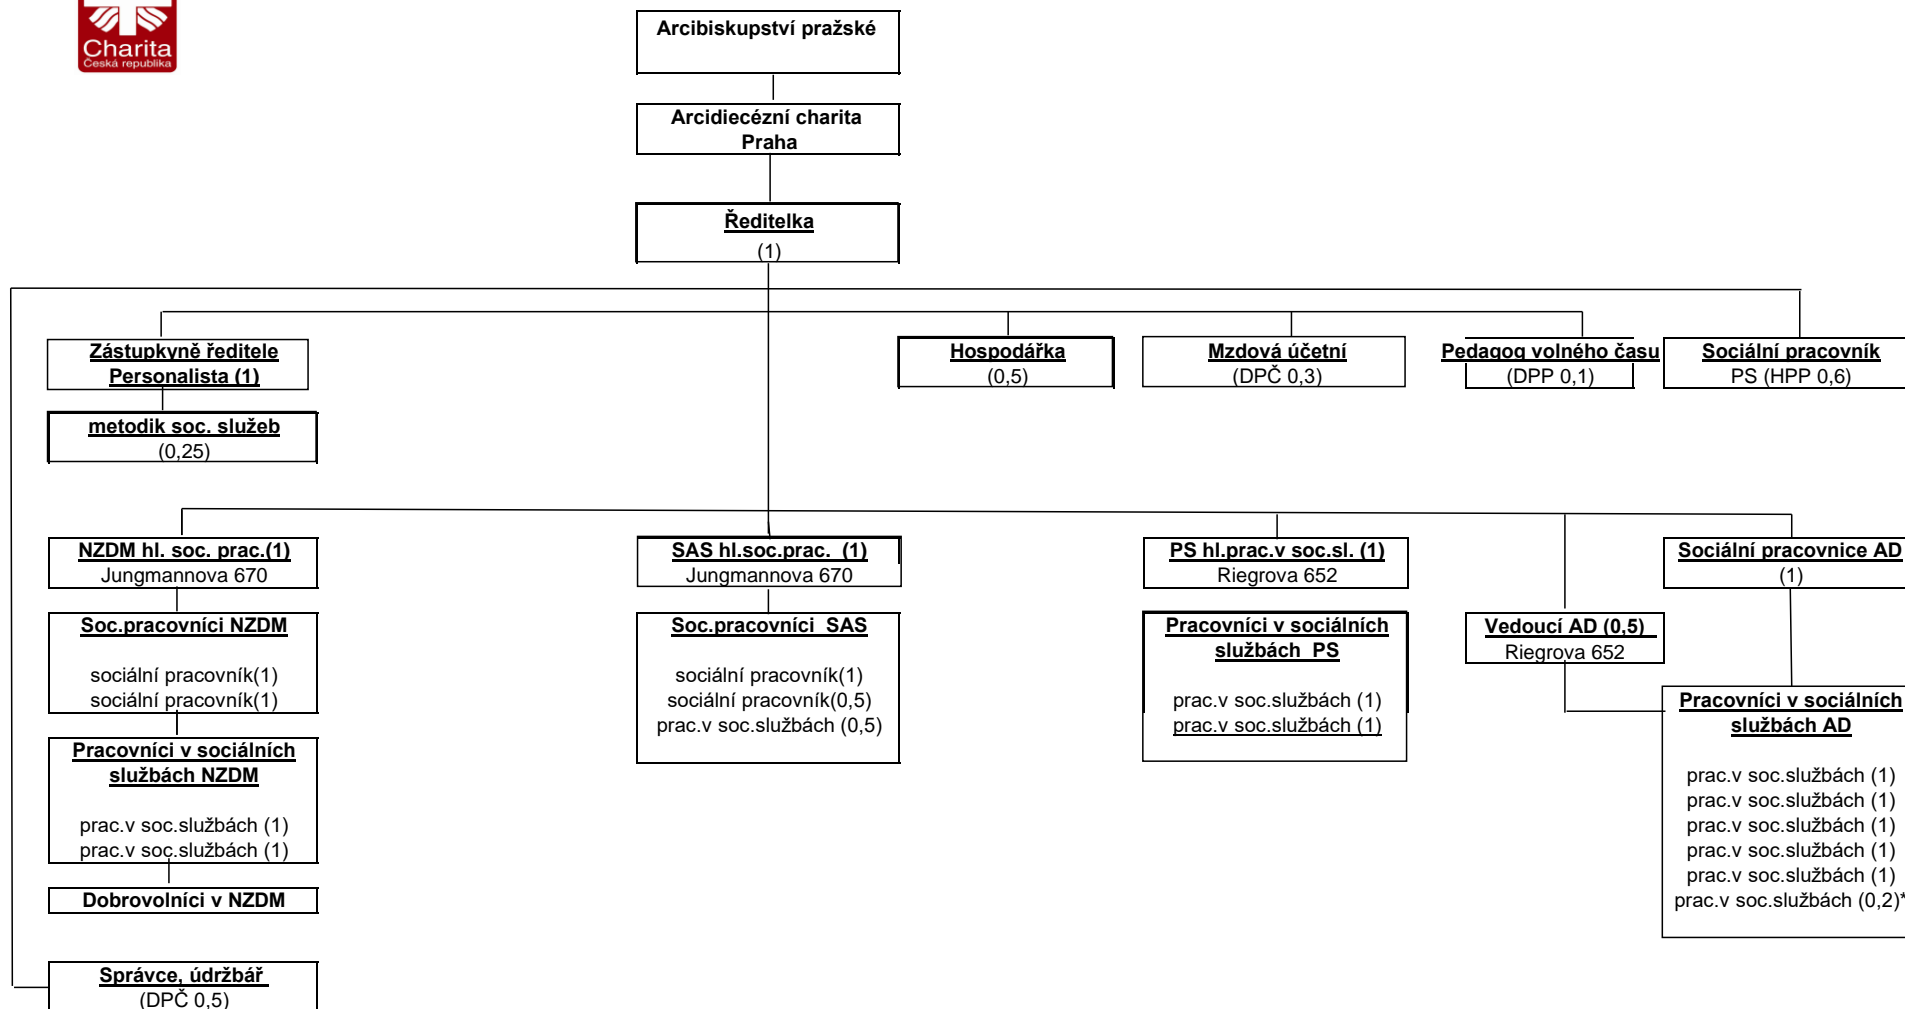 Charita
Česká republika
Arcibiskupství pražské
Arcidiecézní charita
Praha
Ředitelka
(1)
Zástupkyně ředitele
Personalista (1)
Hospodářka
(0,5)
Mzdová účetní
(DPČ 0,3)
Pedagog volného času
(DPP 0,1)
Sociální pracovník
PS (HPP 0,6)
metodik soc. služeb
(0,25)
NZDM hl. soc. prac.(1)
Jungmannova 670
SAS hl.soc.prac.  (1)
Jungmannova 670
PS hl.prac.v soc.sl. (1)
Riegrova 652
Sociální pracovnice AD
(1)
Soc.pracovníci NZDM
sociální pracovník(1)
sociální pracovník(1)
Soc.pracovníci  SAS
sociální pracovník(1)
sociální pracovník(0,5)
prac.v soc.službách (0,5)
Pracovníci v sociálních
službách  PS
prac.v soc.službách (1)
prac.v soc.službách (1)
Vedoucí AD (0,5)
Riegrova 652
Pracovníci v sociálních
službách AD
prac.v soc.službách (1)
prac.v soc.službách (1)
prac.v soc.službách (1)
prac.v soc.službách (1)
prac.v soc.službách (1)
prac.v soc.službách (0,2)*
Pracovníci v sociálních
službách NZDM
prac.v soc.službách (1)
prac.v soc.službách (1)
Dobrovolníci v NZDM
Správce, údržbář
(DPČ 0,5)